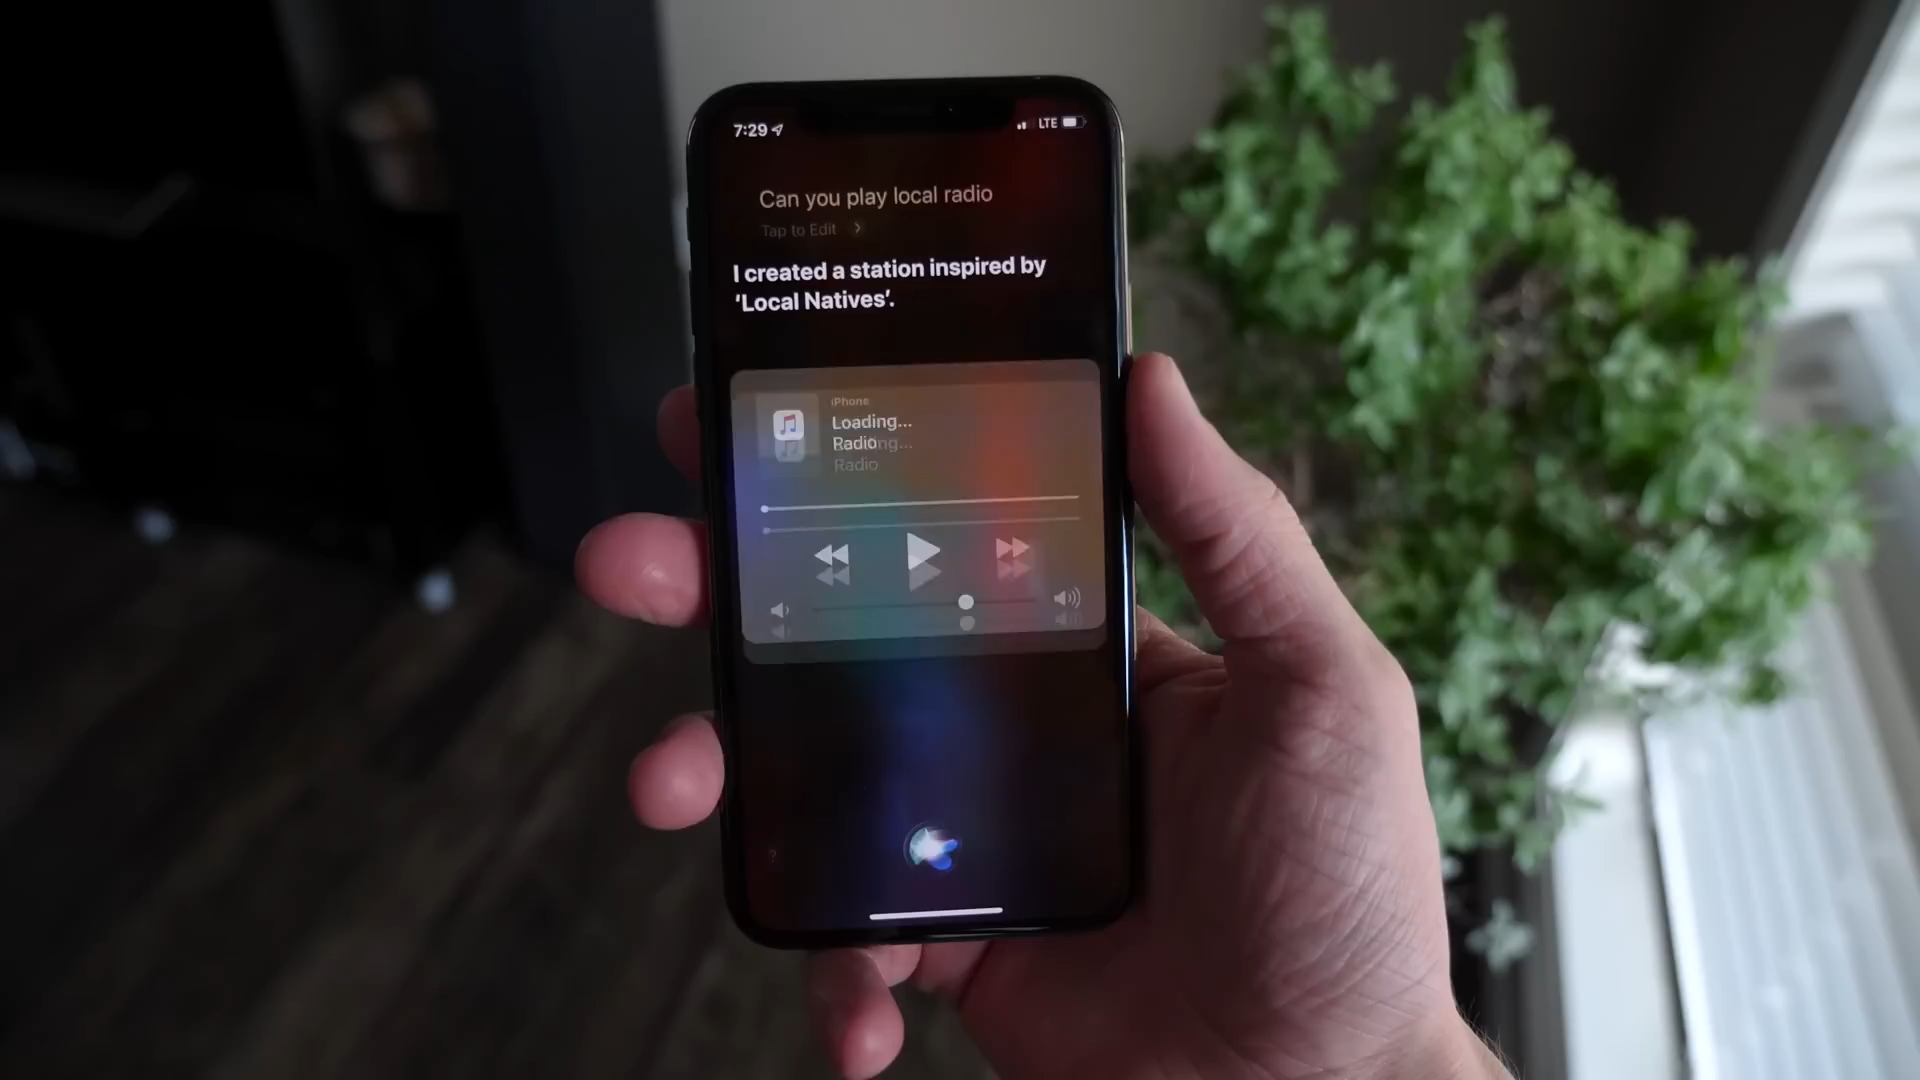 7:29
LTE
Can you play local radio
Tap to Edit
I created a station inspired by
‘Local Natives’.
iPhone
Loading...
Radio
Radio
?